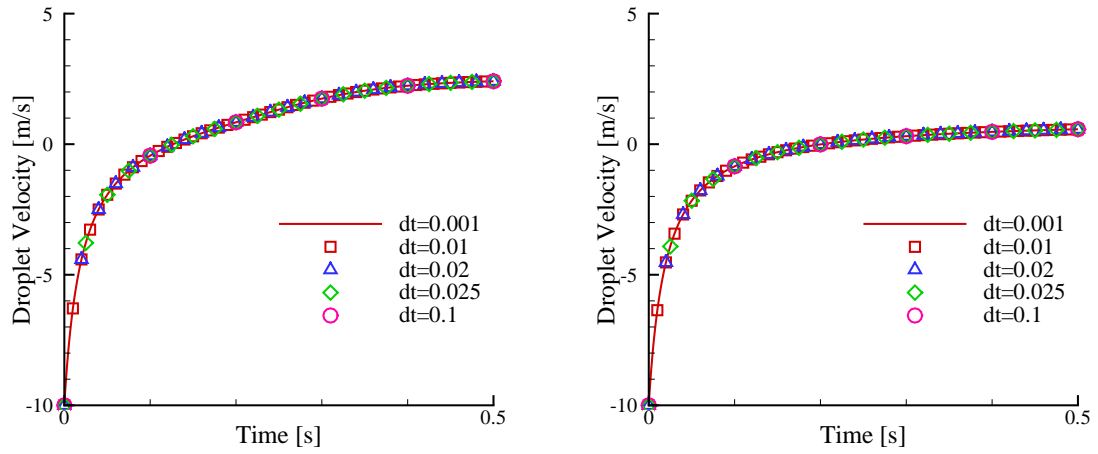 5
0
-5
-10
Droplet Velocity [m/s]
dt=0.001
dt=0.01
dt=0.02
dt=0.025
dt=0.1
0
0.5
Time [s]
5
0
-5
-10
Droplet Velocity [m/s]
dt=0.001
dt=0.01
dt=0.02
dt=0.025
dt=0.1
0
0.5
Time [s]